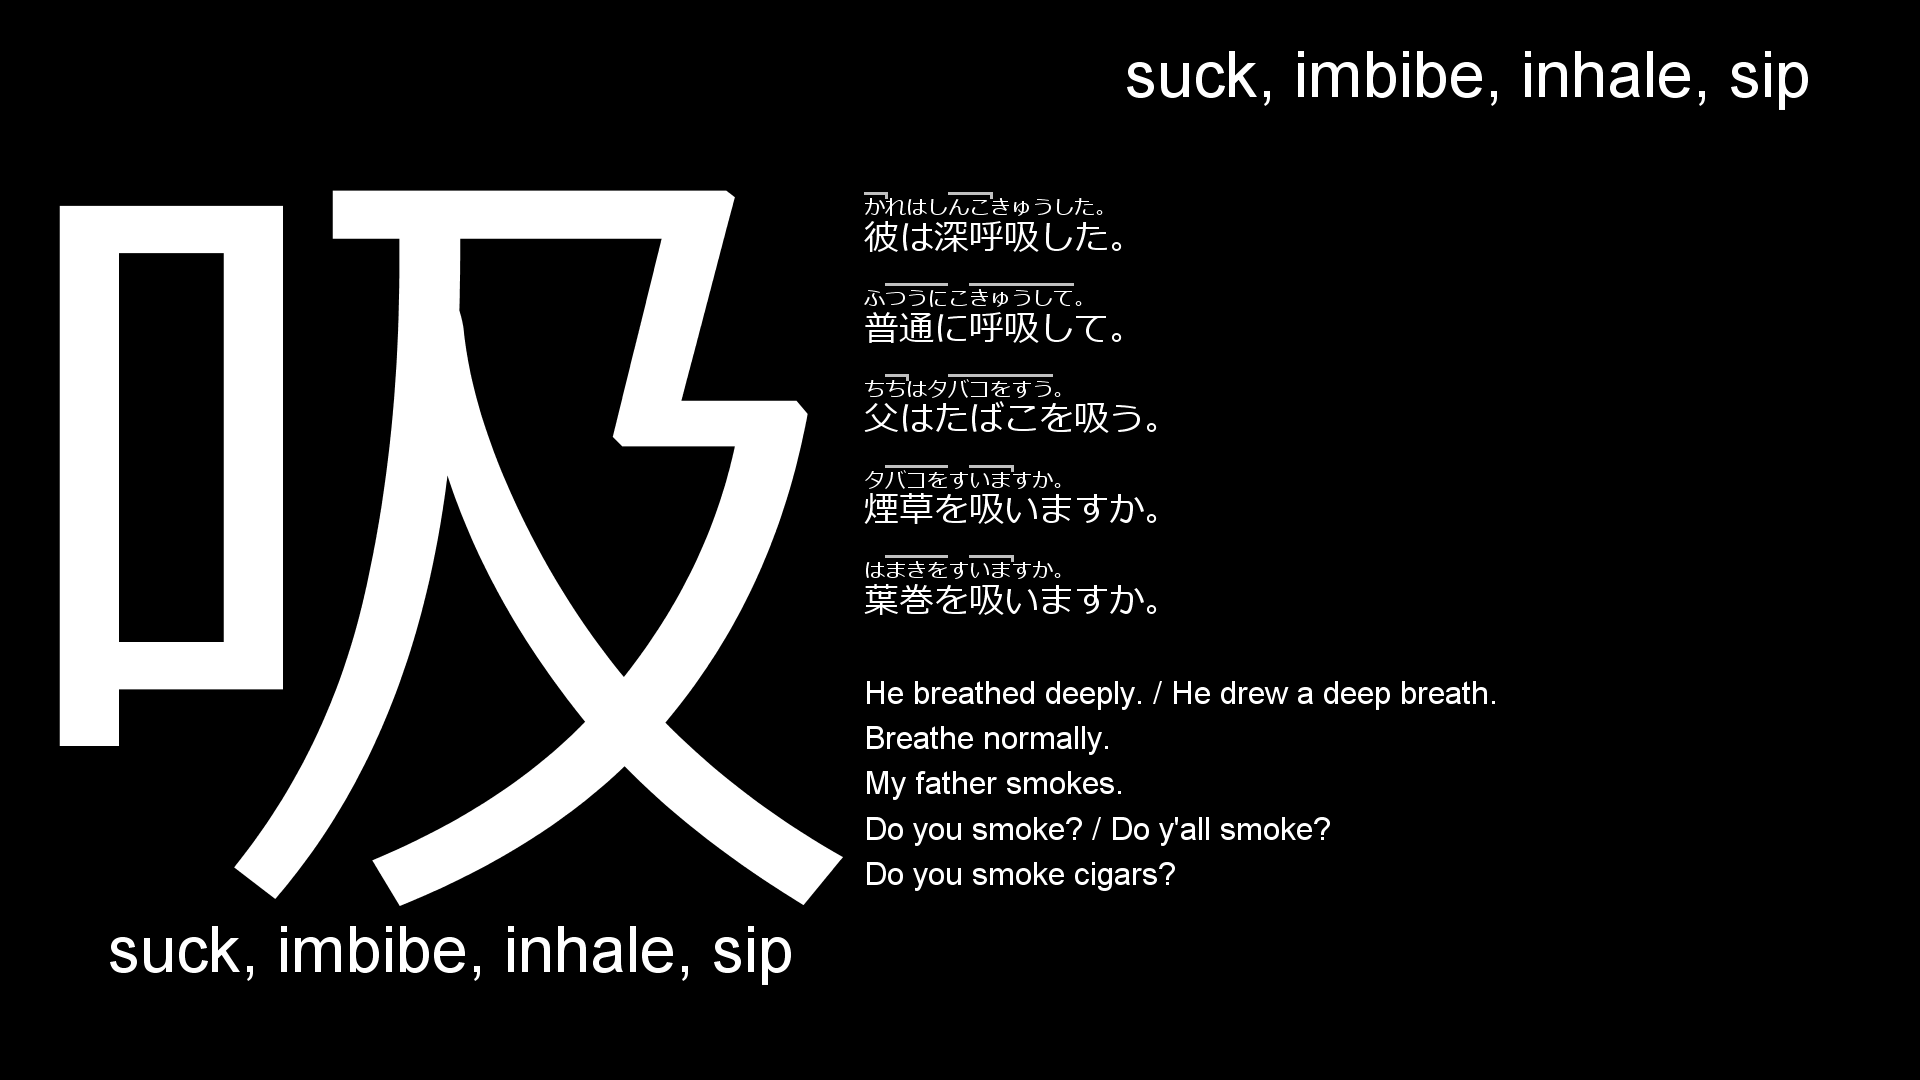 suck, imbibe, inhale, sip
吸
suck, imbibe, inhale, sip
かれはしんこきゅうした。
彼は深呼吸した。
ふつうにこきゅうして。
普通に呼吸して。
ちちはタバコをすう。
父はたばこを吸う。
タバコをすいますか。
煙草を吸いますか。
はまきをすいますか。
葉巻を吸いますか。
He breathed deeply. / He drew a deep breath.
Breathe normally.
My father smokes.
Do you smoke? / Do y'all smoke?
Do you smoke cigars?